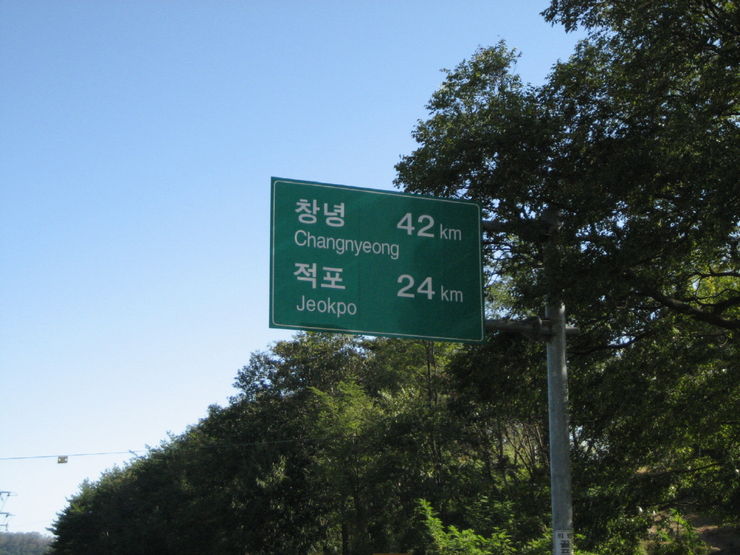 창녕 42 km
Changnyeong
적포 24 km
Jeokpo